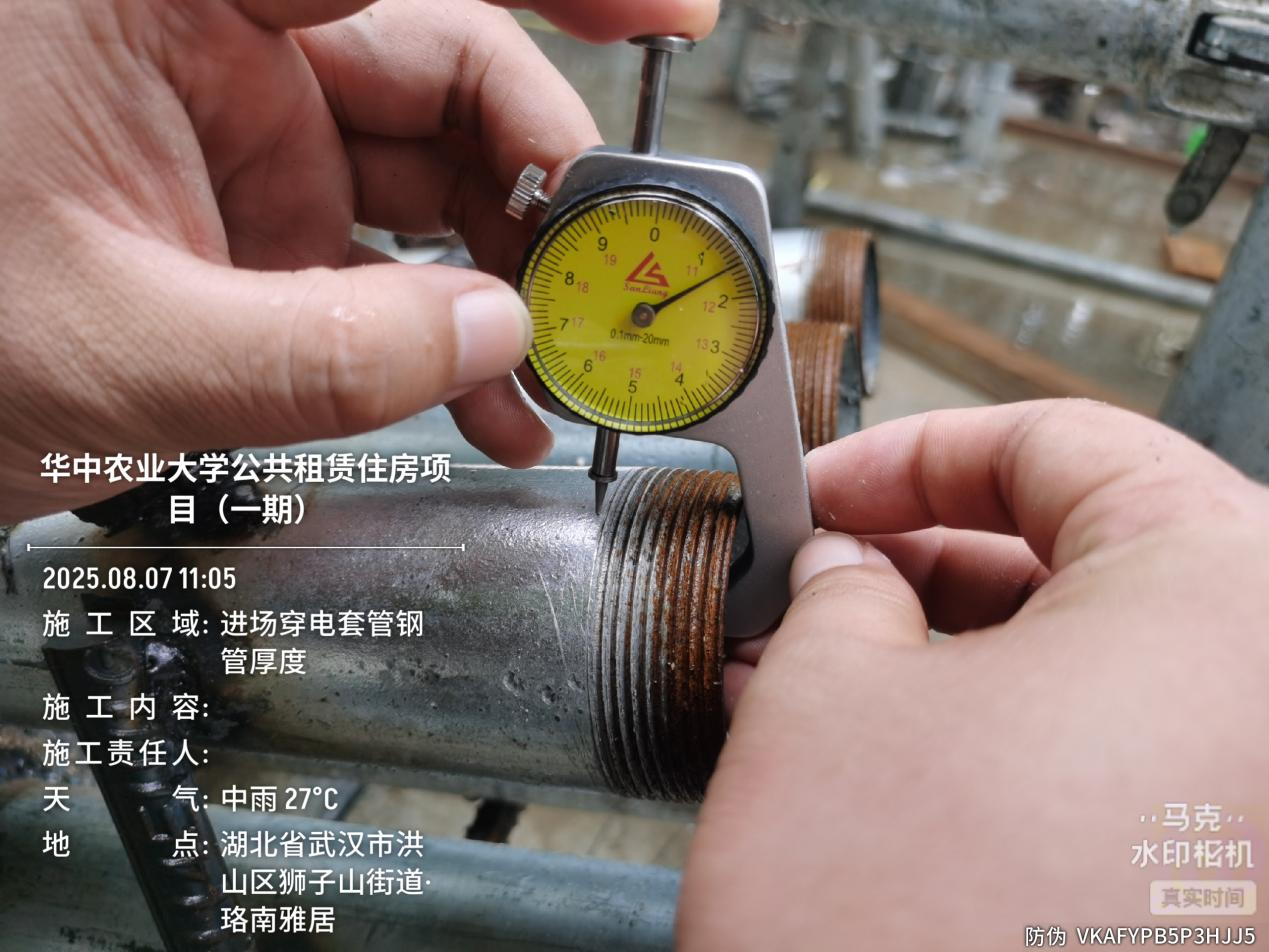 0
9
1
19
11
8
18
SanLiang
12
2
7
17
0.1mm-20mm
13
3
16
14
6
15
4
5
华中农业大学公共租赁住房项
目（一期）
2025.08.07 11:05
施工区域: 进场穿电套管钢
管厚度
施工内容:
施工责任人:
天气: 中雨 27°C
地点: 湖北省武汉市洪
山区狮子山街道·
珞南雅居
马克
水印相机
真实时间
防伪 VKAFYPB5P3HJJ5